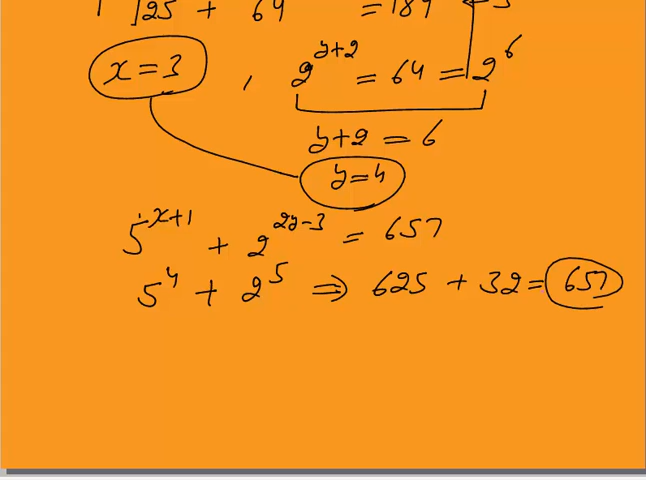 125 + 64 = 189
x=3 , 2^{y+2} = 64 = 2^6
y+2 = 6
y=4
5^{x+1} + 2^{2y-3} = 657
5^4 + 2^5 ⇒ 625 + 32 = 657